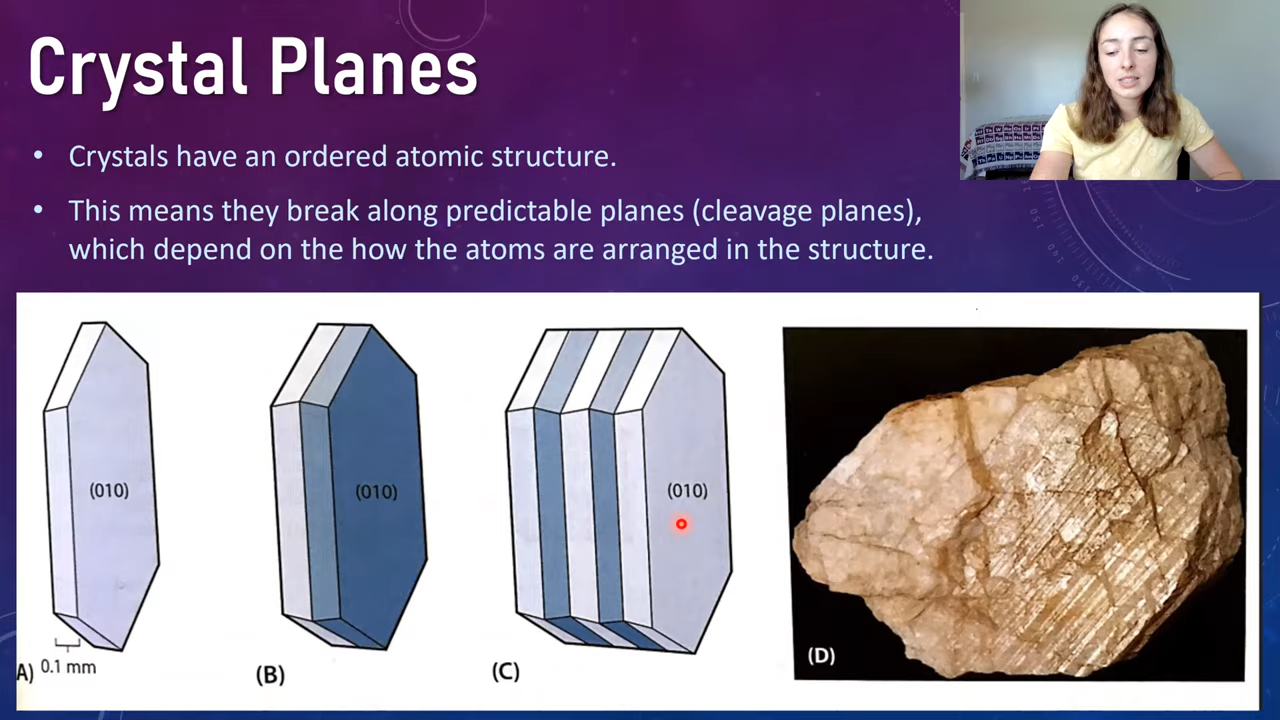 Crystal Planes
• Crystals have an ordered atomic structure.
• This means they break along predictable planes (cleavage planes),
which depend on the how the atoms are arranged in the structure.
(010)
(010)
(010)
0.1 mm
A)
(B)
(C)
(D)